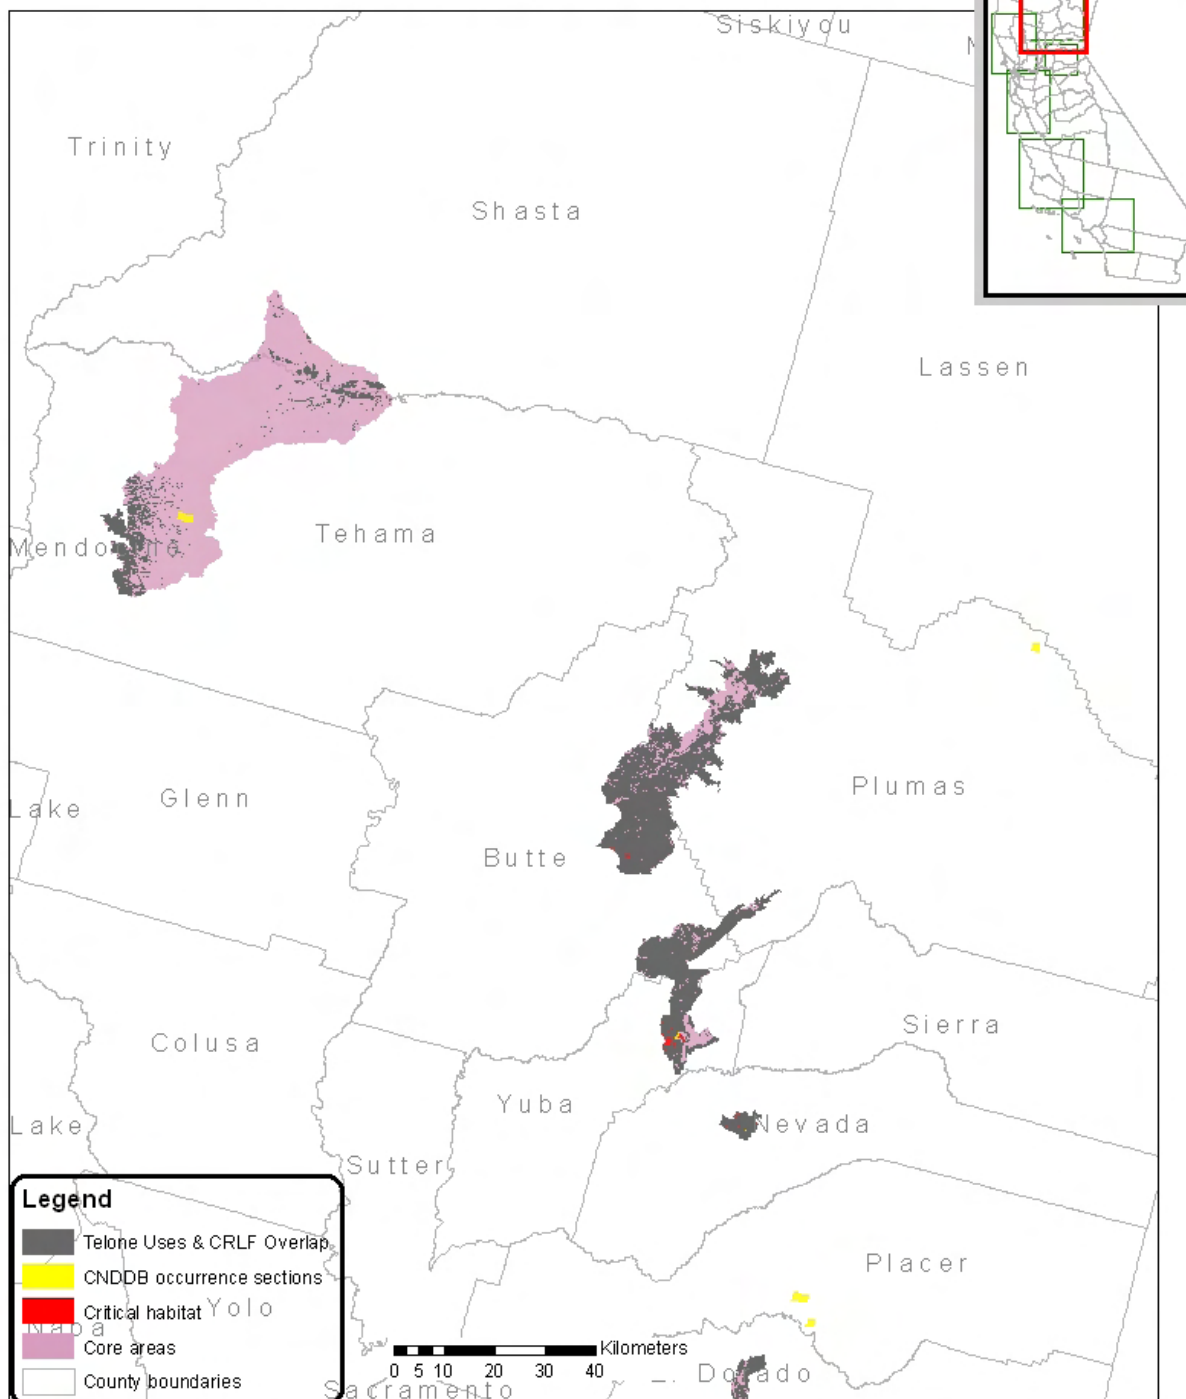 Siskiyou
Trinity
Shasta
Lassen
Tehama
Plumas
Lake
Glenn
Butte
Sierra
Colusa
Yuba
Nevada
Lake
Sutter
Legend
Telone Uses & CRLF Overlap
CNDDB occurrence sections
Placer
Critical habitat
Yolo
Napa
Core areas
Kilometers
0 5 10 20 30 40
County boundaries
Sacramento